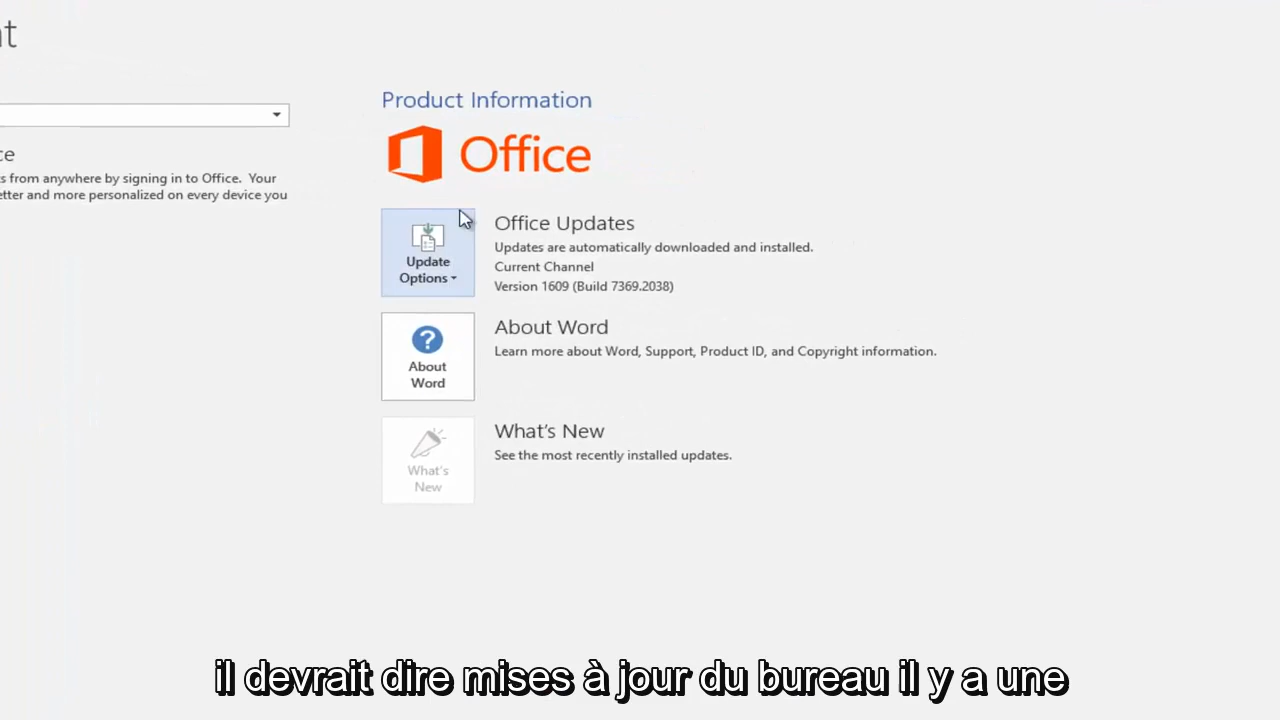 nt
Product Information
Office
ce
s from anywhere by signing in to Office. Your
etter and more personalized on every device you
Update
Options
Office Updates
Updates are automatically downloaded and installed.
Current Channel
Version 1609 (Build 7369.2038)
About
Word
About Word
Learn more about Word, Support, Product ID, and Copyright information.
What's
New
What's New
See the most recently installed updates.
il devrait dire mises à jour du bureau il y a une